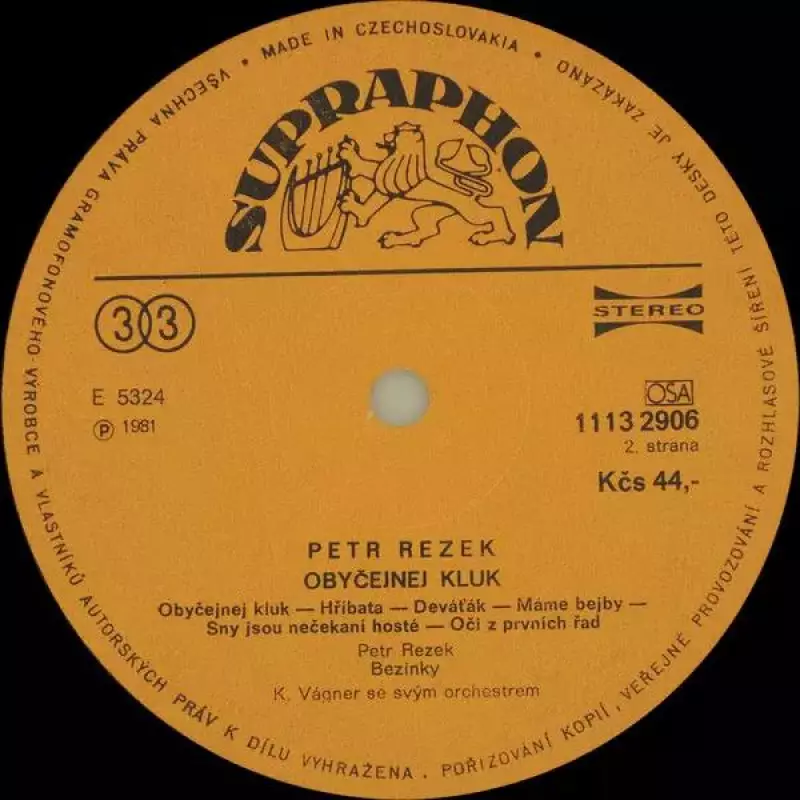 MADE IN CZECHOSLOVAKIA •
VŠECHNA PRÁVA GRAMOFONOVÉHO VÝROBCE A VLASTNÍKŮ AUTORSKÝCH PRÁV K DÍLU VYHRAŽENA . POŘIZOVÁNÍ KOPIÍ , VEŘEJNÉ PROVOZOVÁNÍ A ROZHLASOVÉ ŠÍŘENÍ TÉTO DESKY JE ZAKÁZÁNO •
SUPRAPHON
33
STEREO
E 5324
OSA
Ⓟ 1981
1113 2906
2. strana
Kčs 44,-
PETR REZEK
OBYČEJNEJ KLUK
Obyčejnej kluk — Hříbata — Deváťák — Máme bejby —
Sny jsou nečekaní hosté — Oči z prvních řad
Petr Rezek
Bezinky
K. Vágner se svým orchestrem